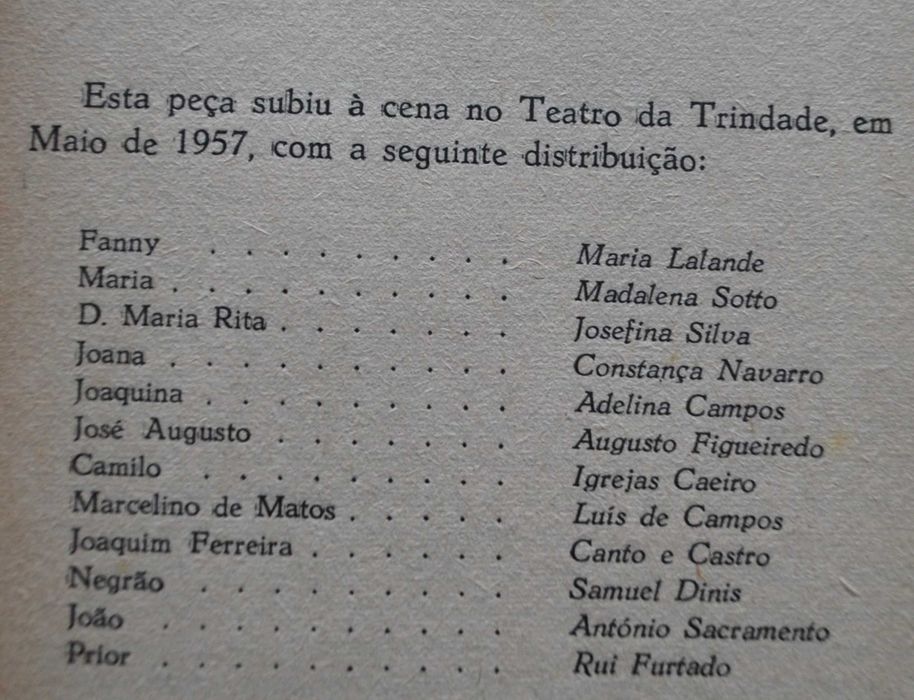 Esta peça subiu à cena no Teatro da Trindade, em
Maio de 1957, com a seguinte distribuição:
Fanny . . . . . . . . . Maria Lalande
Maria . . . . . . . . . . Madalena Sotto
D. Maria Rita . . . . . . . Josefina Silva
Joana . . . . . . . . . . Constança Navarro
Joaquina . . . . . . . . . Adelina Campos
José Augusto . . . . . . . Augusto Figueiredo
Camilo . . . . . . . . . Igrejas Caeiro
Marcelino de Matos . . . . . Luís de Campos
Joaquim Ferreira . . . . . . Canto e Castro
Negrão . . . . . . . . . Samuel Dinis
João . . . . . . . . . . António Sacramento
Prior . . . . . . . . . . Rui Furtado